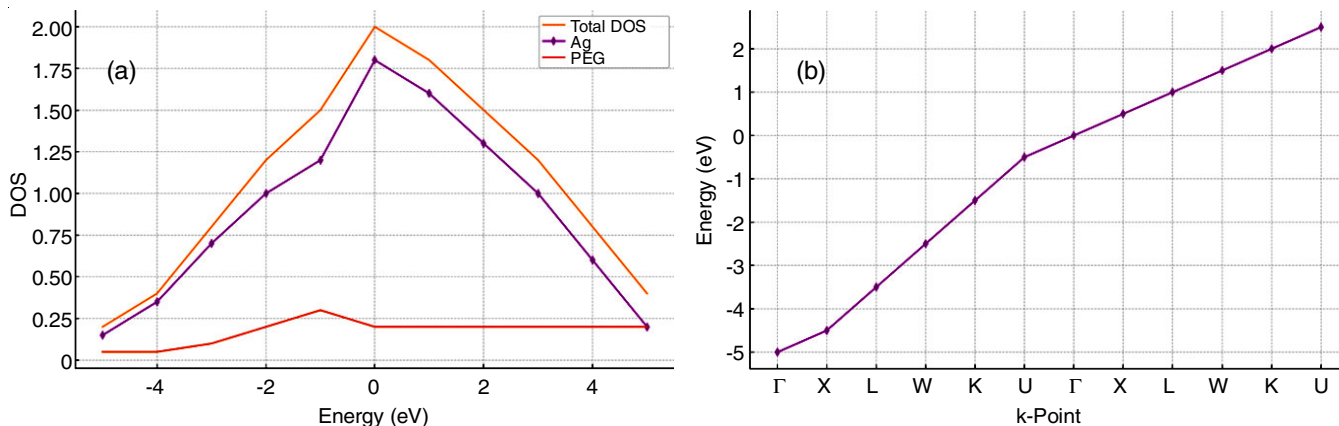 (a)
Total DOS
Ag
PEG
2.00
1.75
1.50
1.25
1.00
0.75
0.50
0.25
0
DOS
-4 -2 0 2 4
Energy (eV)
(b)
2
1
0
-1
-2
-3
-4
-5
Energy (eV)
Γ X L W K U Γ X L W K U
k-Point